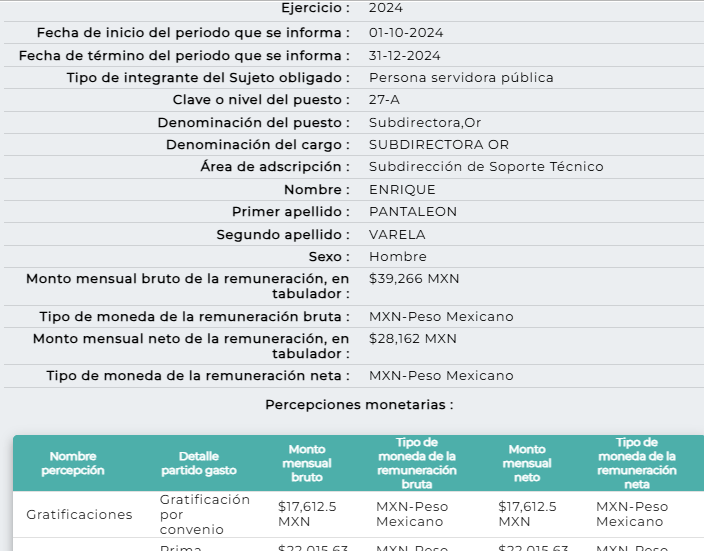 Ejercicio : 2024
Fecha de inicio del periodo que se informa : 01-10-2024
Fecha de término del periodo que se informa : 31-12-2024
Tipo de integrante del Sujeto obligado : Persona servidora pública
Clave o nivel del puesto : 27-A
Denominación del puesto : Subdirectora,Or
Denominación del cargo : SUBDIRECTORA OR
Área de adscripción : Subdirección de Soporte Técnico
Nombre : ENRIQUE
Primer apellido : PANTALEON
Segundo apellido : VARELA
Sexo : Hombre
Monto mensual bruto de la remuneración, en $39,266 MXN
tabulador :
Tipo de moneda de la remuneración bruta : MXN-Peso Mexicano
Monto mensual neto de la remuneración, en $28,162 MXN
tabulador :
Tipo de moneda de la remuneración neta : MXN-Peso Mexicano
Percepciones monetarias :
Nombre
percepción
Detalle
partido gasto
Monto
mensual
bruto
Tipo de
moneda de la
remuneración
bruta
Monto
mensual
neto
Tipo de
moneda de la
remuneración
neta
Gratificaciones
Gratificación
por
convenio
$17,612.5
MXN
MXN-Peso
Mexicano
$17,612.5
MXN
MXN-Peso
Mexicano
Prima
$22,015.63
MXN-Peso
$22,015.63
MXN-Peso